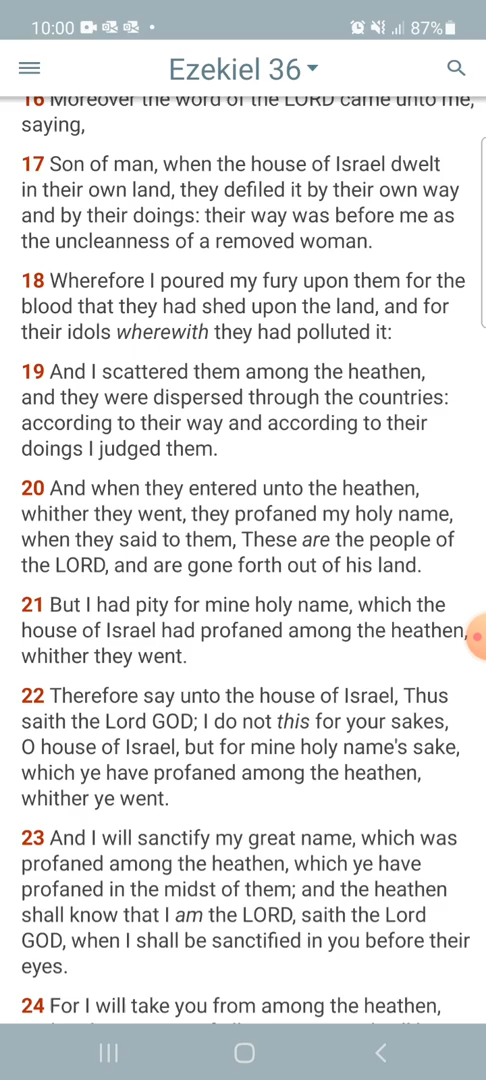 10:00
87%
Ezekiel 36
16 Moreover the word of the LORD came unto me,
saying,
17 Son of man, when the house of Israel dwelt
in their own land, they defiled it by their own way
and by their doings: their way was before me as
the uncleanness of a removed woman.
18 Wherefore I poured my fury upon them for the
blood that they had shed upon the land, and for
their idols wherewith they had polluted it:
19 And I scattered them among the heathen,
and they were dispersed through the countries:
according to their way and according to their
doings I judged them.
20 And when they entered unto the heathen,
whither they went, they profaned my holy name,
when they said to them, These are the people of
the LORD, and are gone forth out of his land.
21 But I had pity for mine holy name, which the
house of Israel had profaned among the heathen,
whither they went.
22 Therefore say unto the house of Israel, Thus
saith the Lord GOD; I do not this for your sakes,
O house of Israel, but for mine holy name's sake,
which ye have profaned among the heathen,
whither ye went.
23 And I will sanctify my great name, which was
profaned among the heathen, which ye have
profaned in the midst of them; and the heathen
shall know that I am the LORD, saith the Lord
GOD, when I shall be sanctified in you before their
eyes.
24 For I will take you from among the heathen,